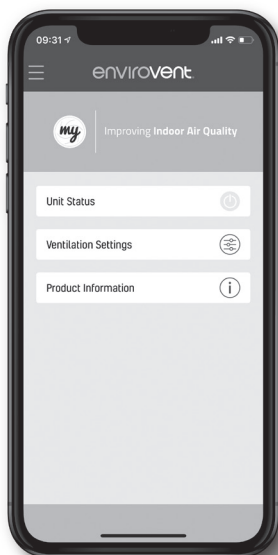 09:31
envirovent
my
Improving Indoor Air Quality
Unit Status
Ventilation Settings
Product Information
i